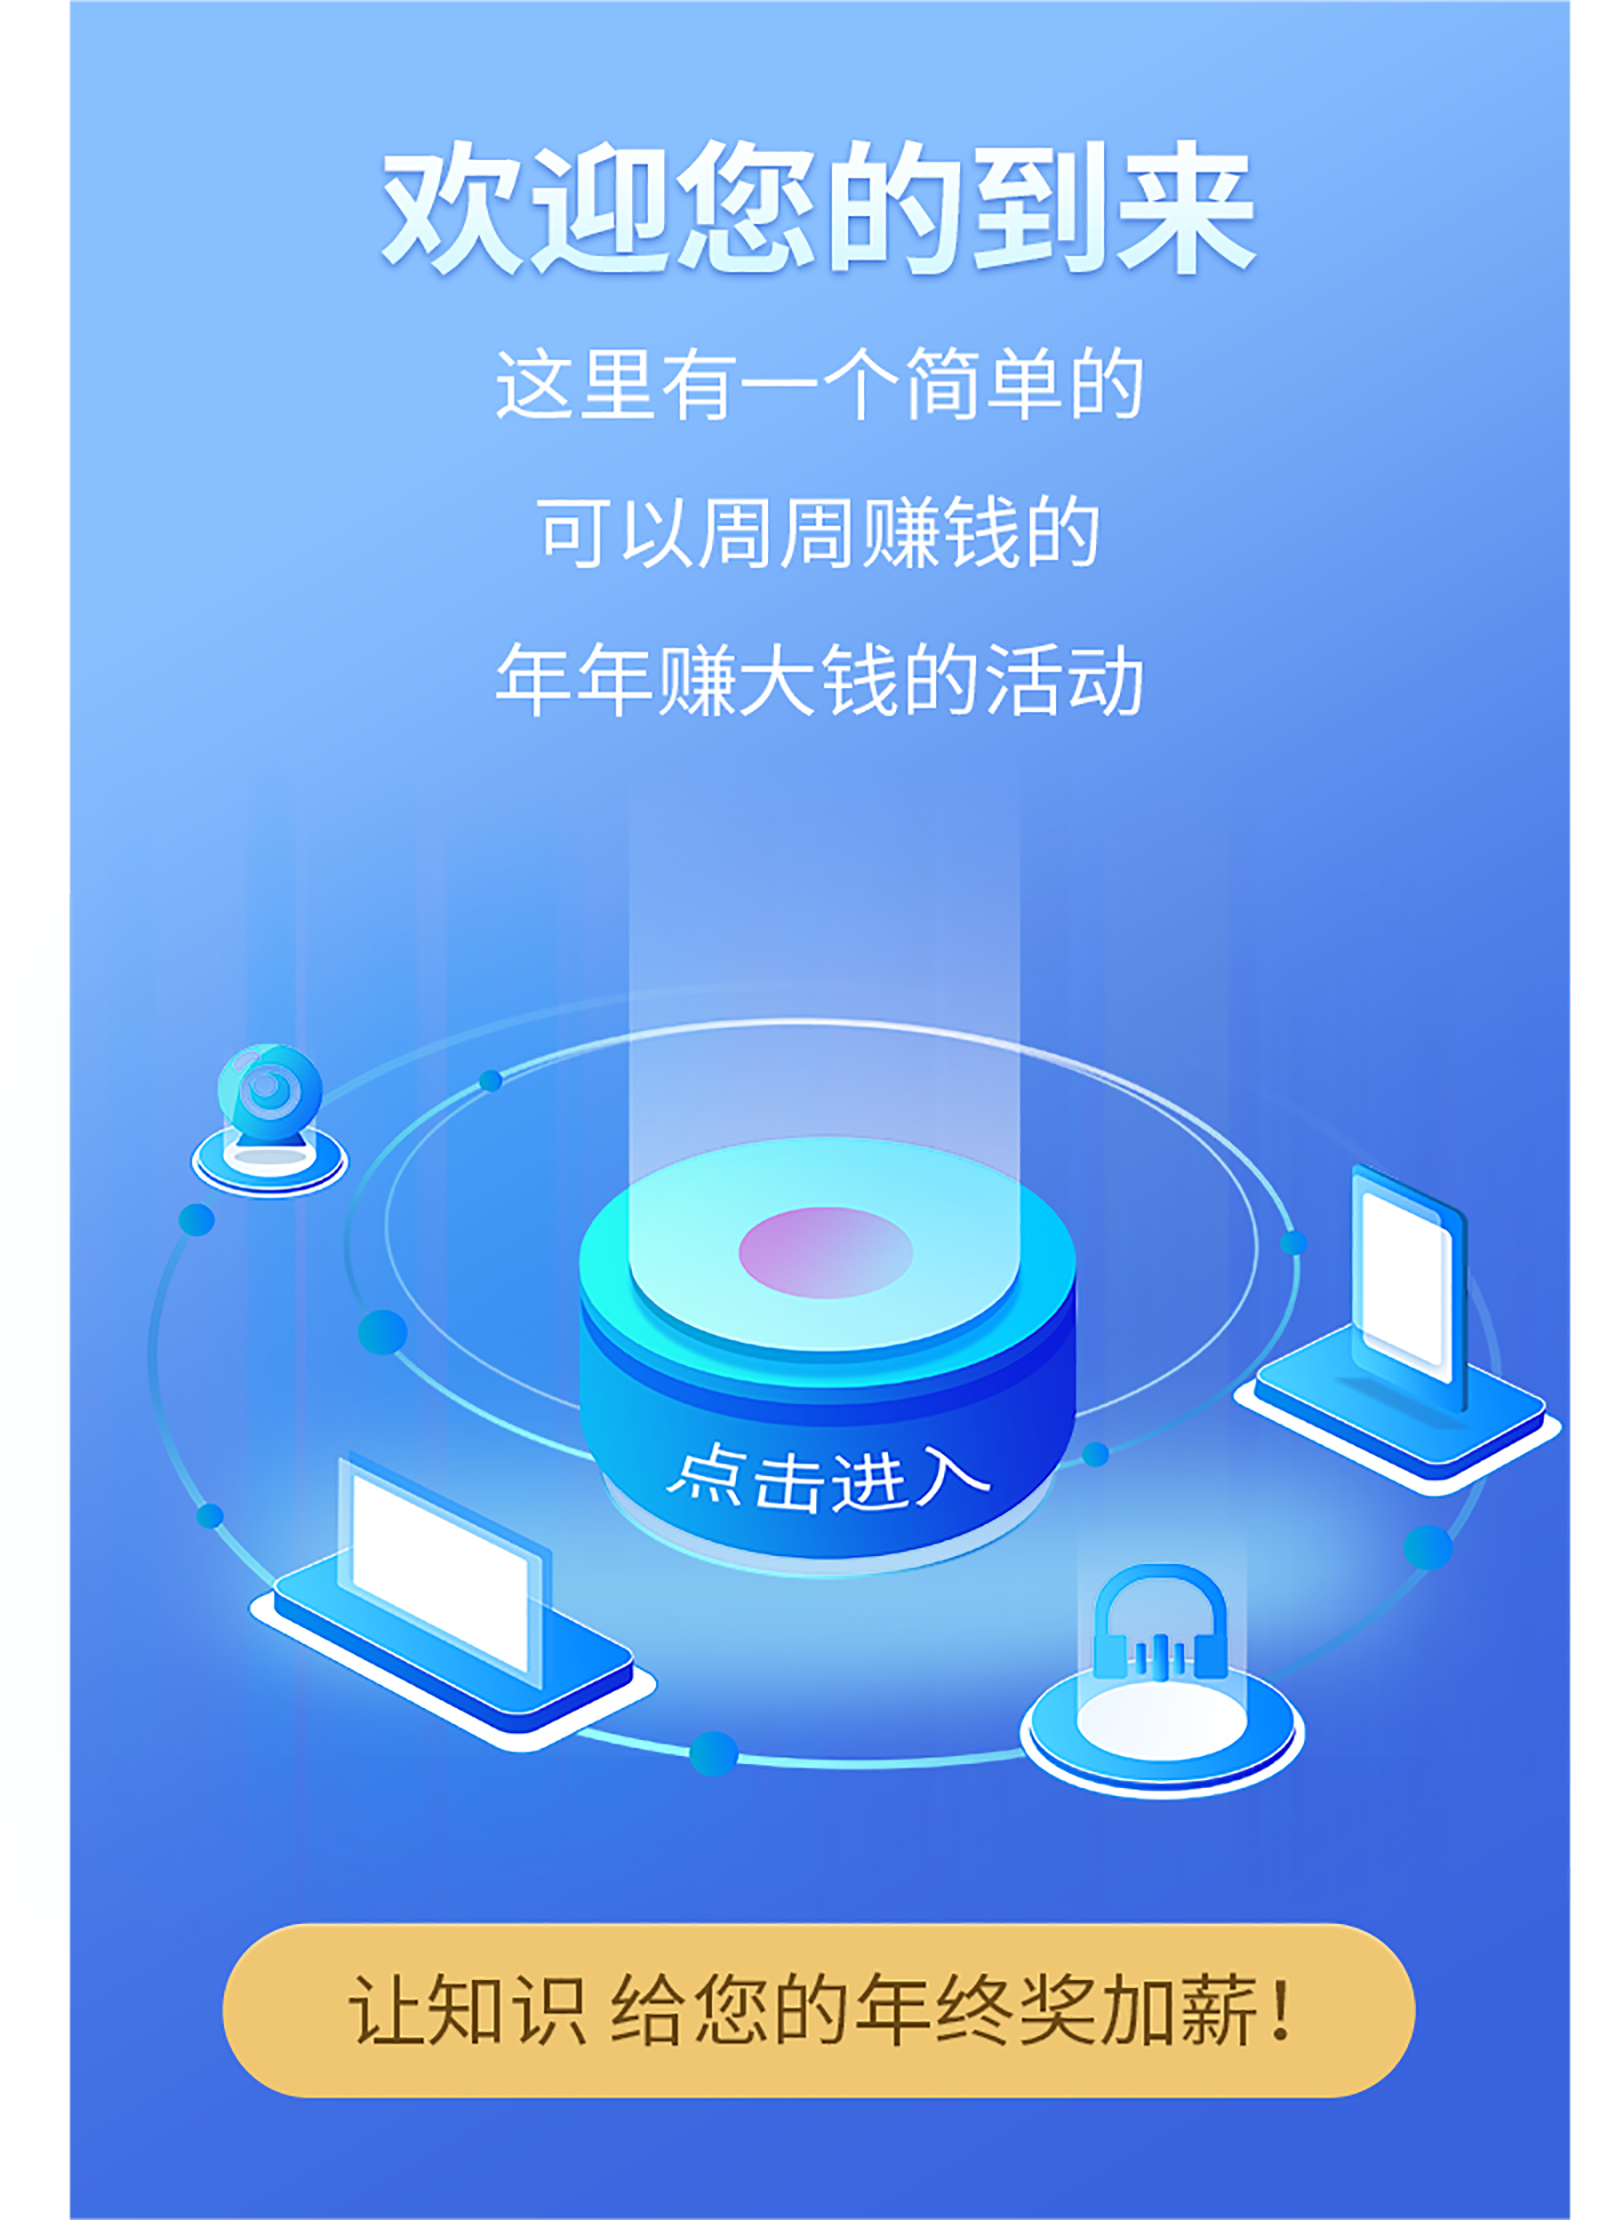 欢迎您的到来
这里有一个简单的
可以周周赚钱的
年年赚大钱的活动
点击进入
让知识 给您的年终奖加薪！